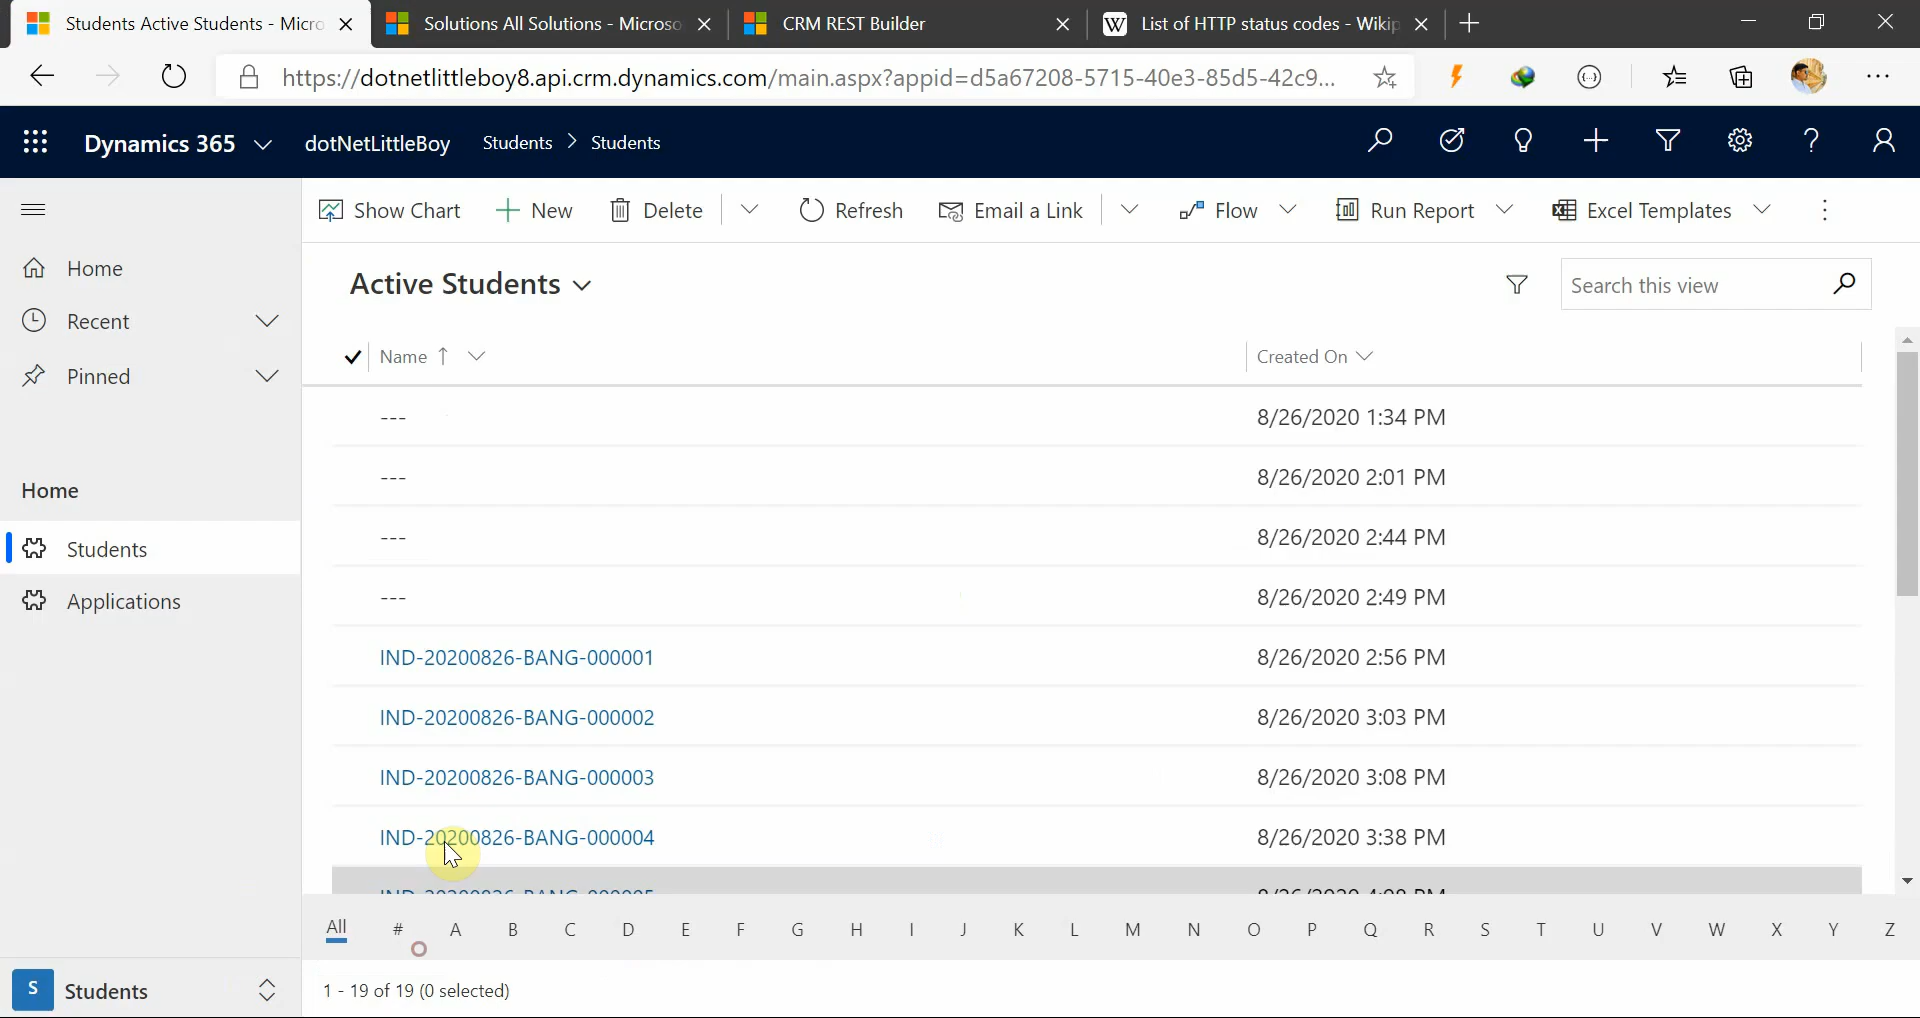 Students Active Students - Micro
Solutions All Solutions - Microso
CRM REST Builder
W List of HTTP status codes - Wikip
https://dotnetlittleboy8.api.crm.dynamics.com/main.aspx?appid=d5a67208-5715-40e3-85d5-42c9...
Dynamics 365 dotNetLittleBoy Students > Students
Show Chart New Delete Refresh Email a Link Flow Run Report Excel Templates
Home
Recent
Pinned
Home
Students
Applications
Active Students
Search this view
Name Created On
--- 8/26/2020 1:34 PM
--- 8/26/2020 2:01 PM
--- 8/26/2020 2:44 PM
--- 8/26/2020 2:49 PM
IND-20200826-BANG-000001 8/26/2020 2:56 PM
IND-20200826-BANG-000002 8/26/2020 3:03 PM
IND-20200826-BANG-000003 8/26/2020 3:08 PM
IND-20200826-BANG-000004 8/26/2020 3:38 PM
All # A B C D E F G H I J K L M N O P Q R S T U V W X Y Z
S Students
1 - 19 of 19 (0 selected)